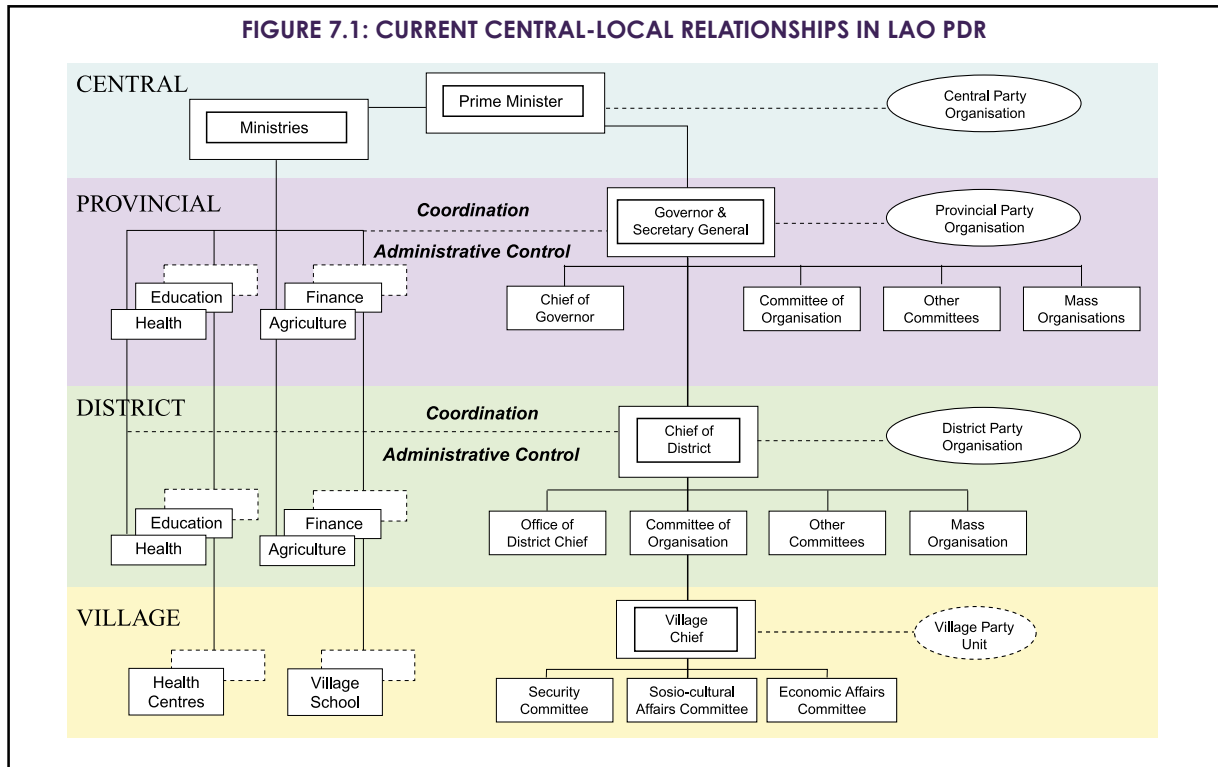 FIGURE 7.1: CURRENT CENTRAL-LOCAL RELATIONSHIPS IN LAO PDR
CENTRAL
Prime Minister
Ministries
Central Party
Organisation
PROVINCIAL
Coordination
Administrative Control
Governor &
Secretary General
Provincial Party
Organisation
Education
Health
Finance
Agriculture
Chief of
Governor
Committee of
Organisation
Other
Committees
Mass
Organisations
DISTRICT
Coordination
Administrative Control
Chief of
District
District Party
Organisation
Education
Health
Finance
Agriculture
Office of
District Chief
Committee of
Organisation
Other
Committees
Mass
Organisation
VILLAGE
Village
Chief
Village Party
Unit
Health
Centres
Village
School
Security
Committee
Sosio-cultural
Affairs Committee
Economic Affairs
Committee